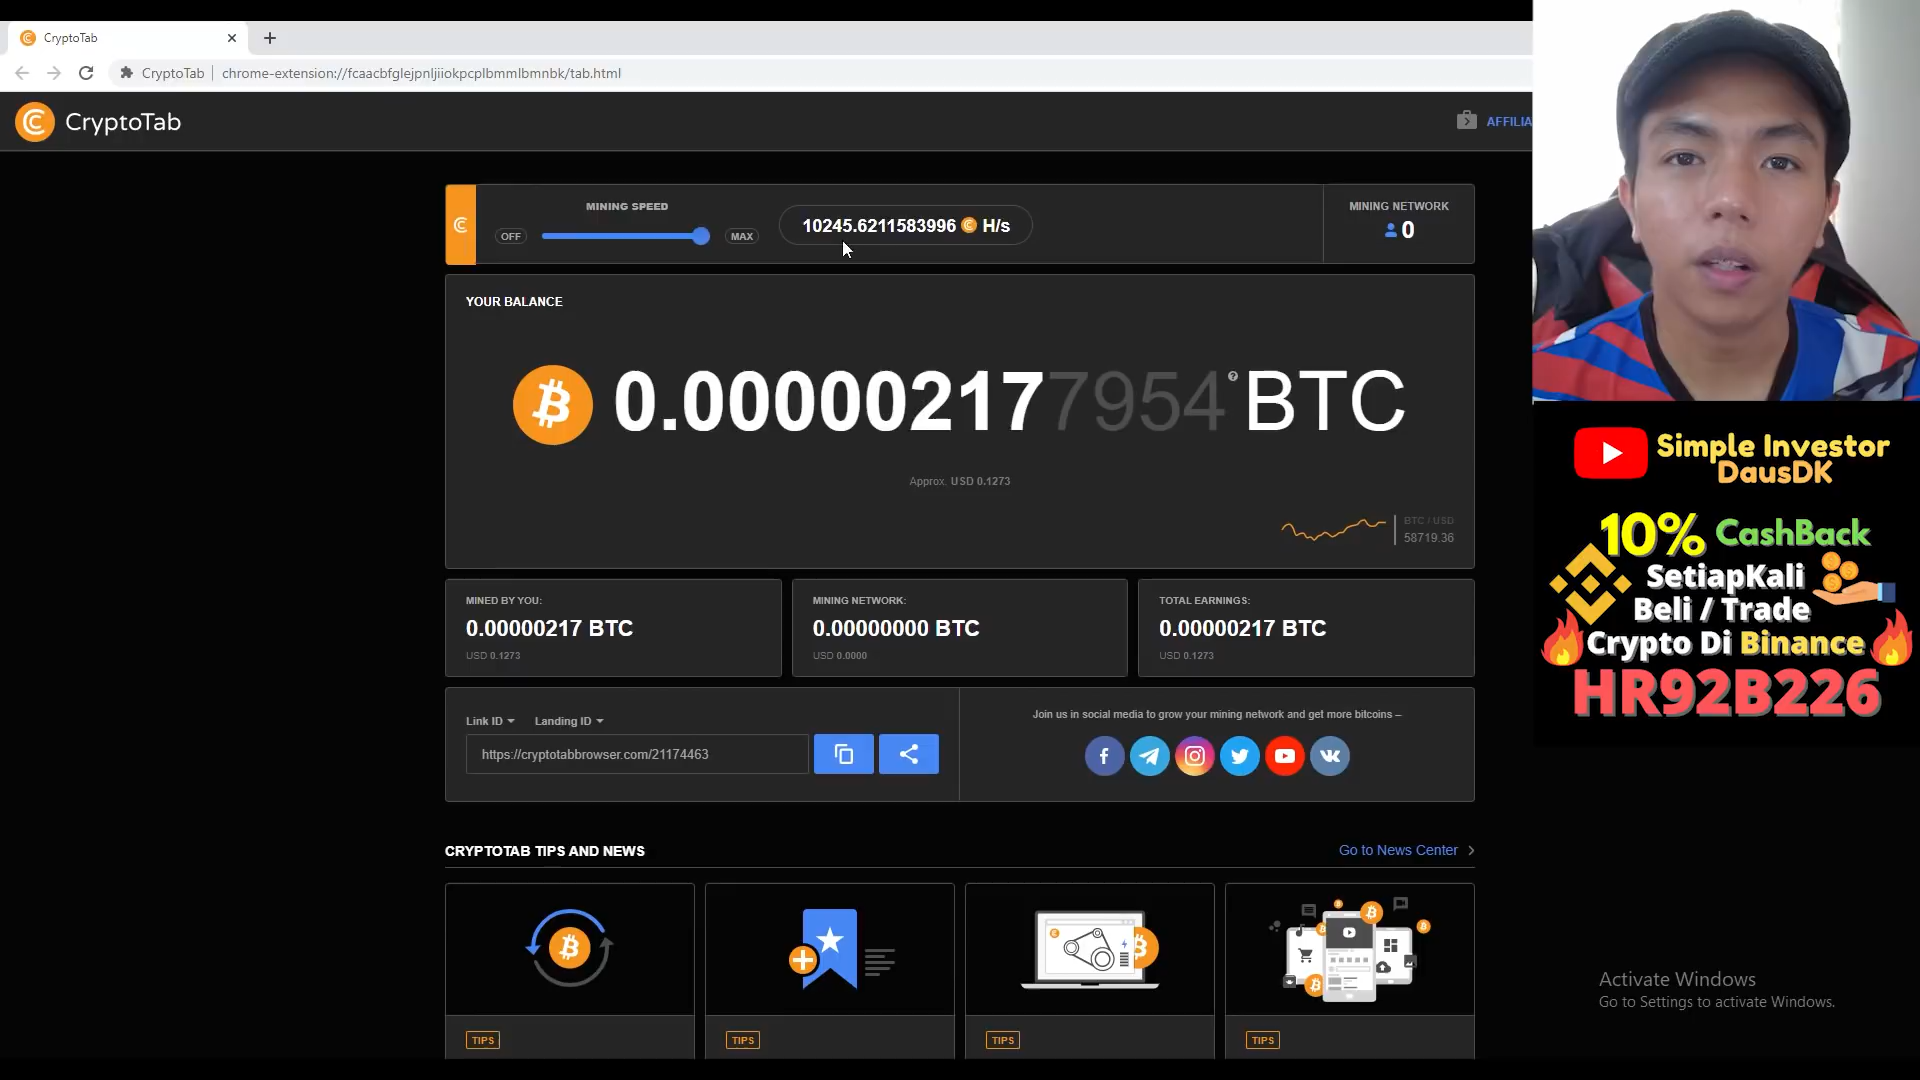 CryptoTab
CryptoTab
chrome-extension://fcaacbfglejpnljiiokpcplbmmlbmnbk/tab.html
CryptoTab
AFFILIA
MINING SPEED
OFF
MAX
10245.6211583996 H/s
MINING NETWORK
0
YOUR BALANCE
0.000002177954 BTC
Approx. USD 0.1273
BTC / USD
58719.36
MINED BY YOU:
0.00000217 BTC
USD 0.1273
MINING NETWORK:
0.00000000 BTC
USD 0.0000
TOTAL EARNINGS:
0.00000217 BTC
USD 0.1273
Link ID
Landing ID
https://cryptotabbrowser.com/21174463
Join us in social media to grow your mining network and get more bitcoins –
CRYPTOTAB TIPS AND NEWS
Go to News Center
TIPS
TIPS
TIPS
TIPS
Simple Investor
DausDK
10% CashBack
SetiapKali
Beli / Trade
Crypto Di Binance
HR92B226
Activate Windows
Go to Settings to activate Windows.